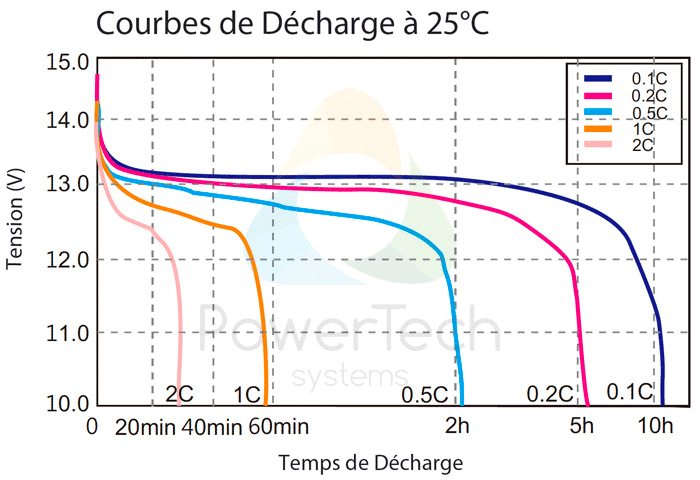 Courbes de Décharge à 25°C
15.0
0.1C
0.2C
0.5C
1C
2C
14.0
13.0
12.0
11.0
10.0
Tension (V)
PowerTech
systems
2C
1C
0.5C
0.2C
0.1C
0 20min 40min 60min 2h 5h 10h
Temps de Décharge